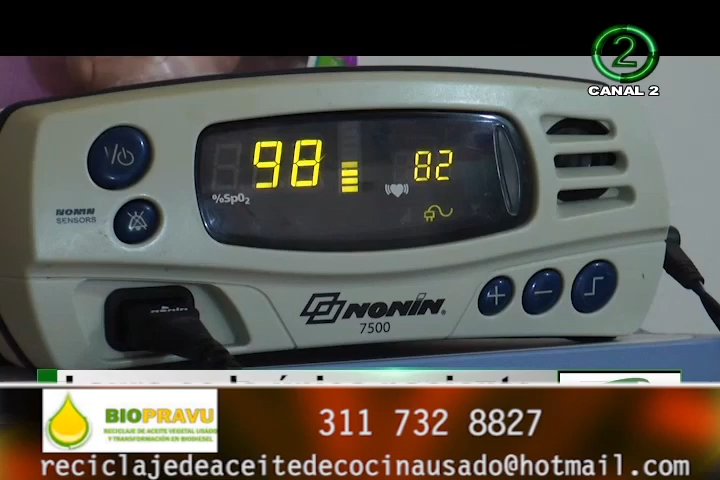 2
CANAL 2
98
82
%SpO2
NONIN
SENSORS
nonin
NONIN®
7500
BIOPRAVU
RECICLAJE DE ACEITE VEGETAL USADO
Y TRANSFORMACIÓN EN BIODIESEL
311 732 8827
reciclajedeaceitedecocinausado@hotmail.com